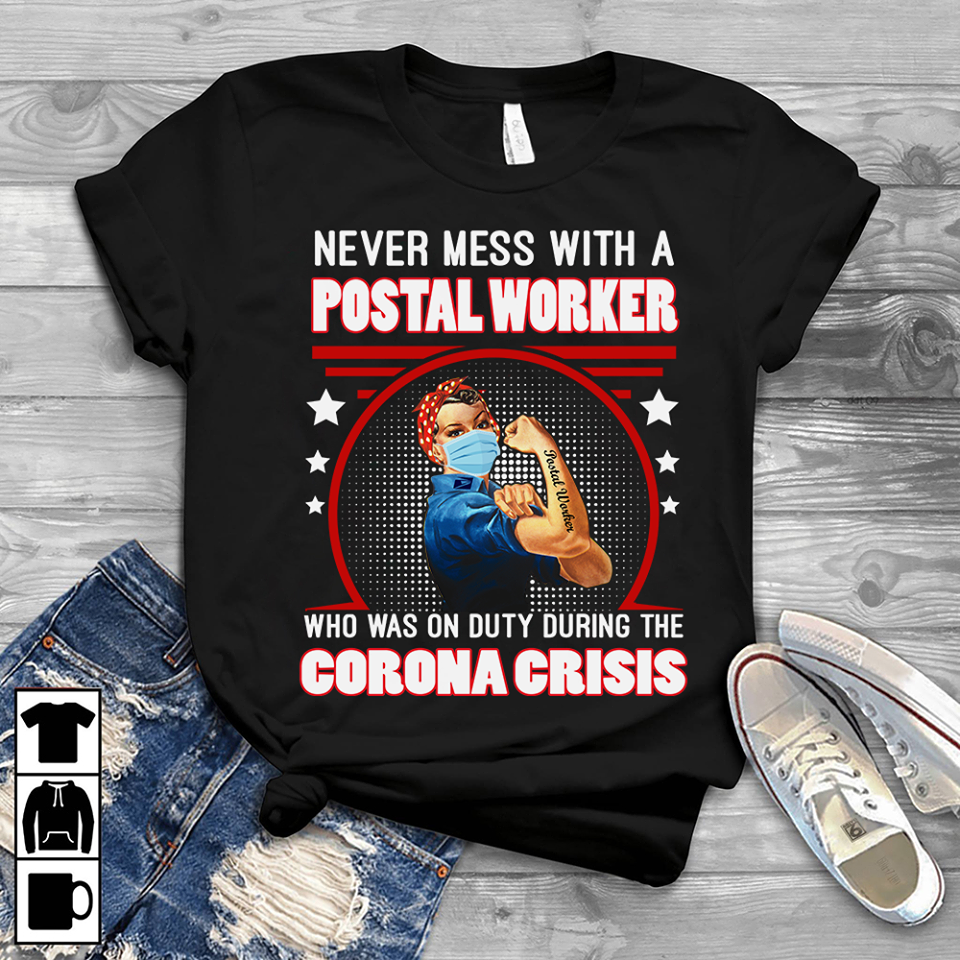 NEVER MESS WITH A
POSTAL WORKER
Postal Worker
WHO WAS ON DUTY DURING THE
CORONA CRISIS